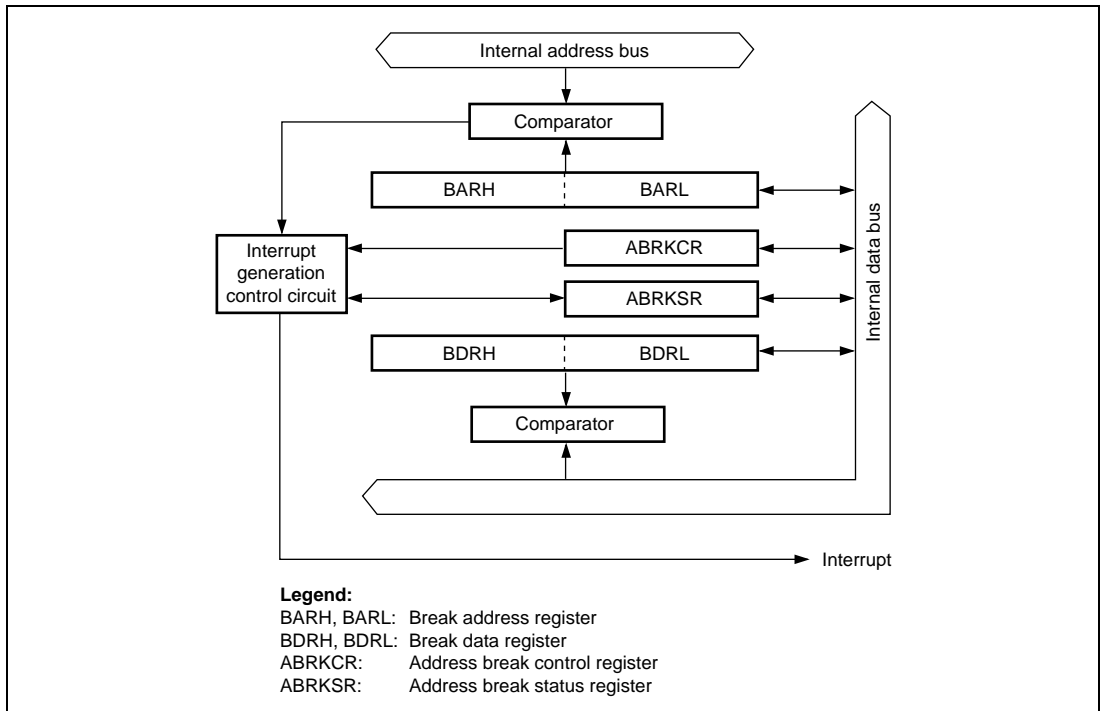 Internal address bus
Comparator
BARH
BARL
Interrupt
generation
control circuit
ABRKCR
ABRKSR
Internal data bus
BDRH
BDRL
Comparator
Interrupt
Legend:
BARH, BARL: Break address register
BDRH, BDRL: Break data register
ABRKCR: Address break control register
ABRKSR: Address break status register